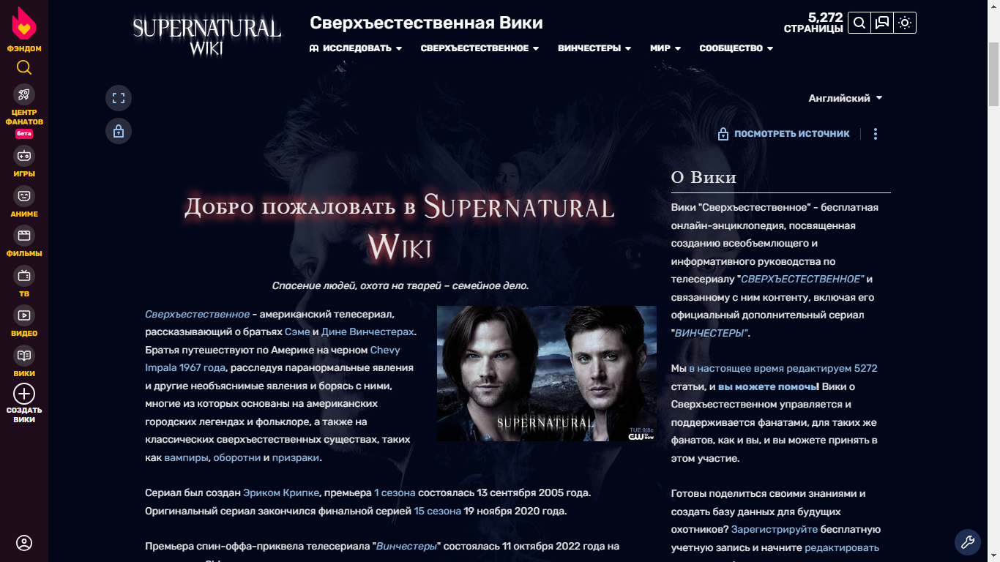 ФЭНДОМ
ЦЕНТР
ФАНАТОВ
бета
ИГРЫ
АНИМЕ
ФИЛЬМЫ
ТВ
ВИДЕО
ВИКИ
СОЗДАТЬ
ВИКИ
SUPERNATURAL
WIKI
Сверхъестественная Вики
ИССЛЕДОВАТЬ СВЕРХЪЕСТЕСТВЕННОЕ ВИНЧЕСТЕРЫ МИР СООБЩЕСТВО
5,272
СТРАНИЦЫ
Английский
ПОСМОТРЕТЬ ИСТОЧНИК
Добро пожаловать в Supernatural
Wiki
Спасение людей, охота на тварей – семейное дело.
Сверхъестественное - американский телесериал,
рассказывающий о братьях Сэме и Дине Винчестерах.
Братья путешествуют по Америке на черном Chevy
Impala 1967 года, расследуя паранормальные явления
и другие необъяснимые явления и борясь с ними,
многие из которых основаны на американских
городских легендах и фольклоре, а также на
классических сверхъестественных существах, таких
как вампиры, оборотни и призраки.
SUPERNATURAL
TUE 9/8c
CW TV NOW
Сериал был создан Эриком Крипке, премьера 1 сезона состоялась 13 сентября 2005 года.
Оригинальный сериал закончился финальной серией 15 сезона 19 ноября 2020 года.
Премьера спин-оффа-приквела телесериала "Винчестеры" состоялась 11 октября 2022 года на
О Вики
Вики "Сверхъестественное" - бесплатная
онлайн-энциклопедия, посвященная
созданию всеобъемлющего и
информативного руководства по
телесериалу "СВЕРХЪЕСТЕСТВЕННОЕ" и
связанному с ним контенту, включая его
официальный дополнительный сериал
"ВИНЧЕСТЕРЫ".
Мы в настоящее время редактируем 5272
статьи, и вы можете помочь! Вики о
Сверхъестественном управляется и
поддерживается фанатами, для таких же
фанатов, как и вы, и вы можете принять в
этом участие.
Готовы поделиться своими знаниями и
создать базу данных для будущих
охотников? Зарегистрируйте бесплатную
учетную запись и начните редактировать